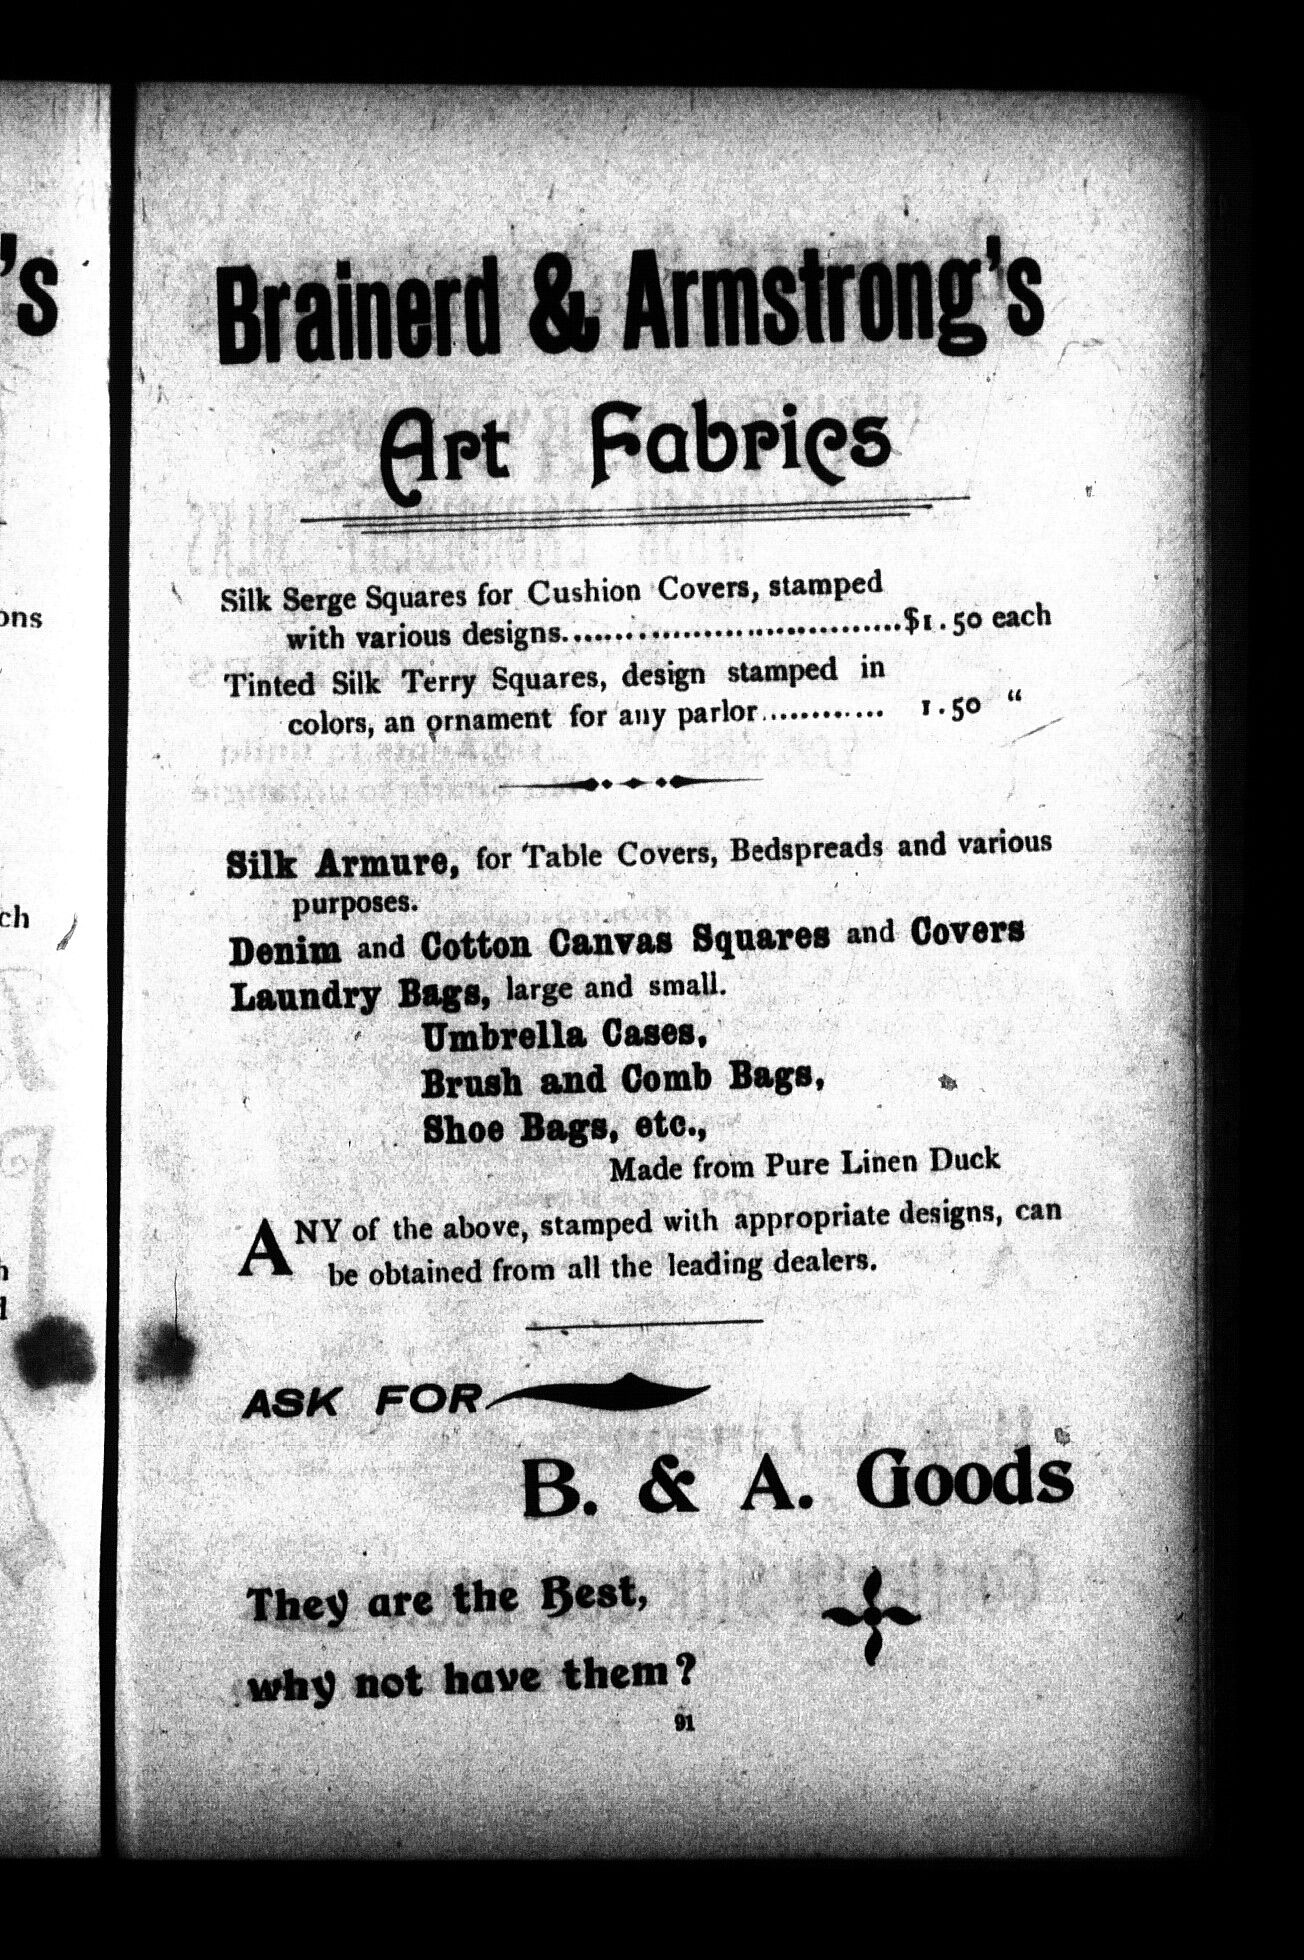 Brainerd & Armstrong's
Art Fabrics
Silk Serge Squares for Cushion Covers, stamped
with various designs..................................$1.50 each
Tinted Silk Terry Squares, design stamped in
colors, an ornament for any parlor............ 1.50 "
Silk Armure, for Table Covers, Bedspreads and various
purposes.
Denim and Cotton Canvas Squares and Covers
Laundry Bags, large and small.
Umbrella Cases,
Brush and Comb Bags,
Shoe Bags, etc.,
Made from Pure Linen Duck
ANY of the above, stamped with appropriate designs, can
be obtained from all the leading dealers.
ASK FOR
B. & A. Goods
They are the Best,
why not have them?
91